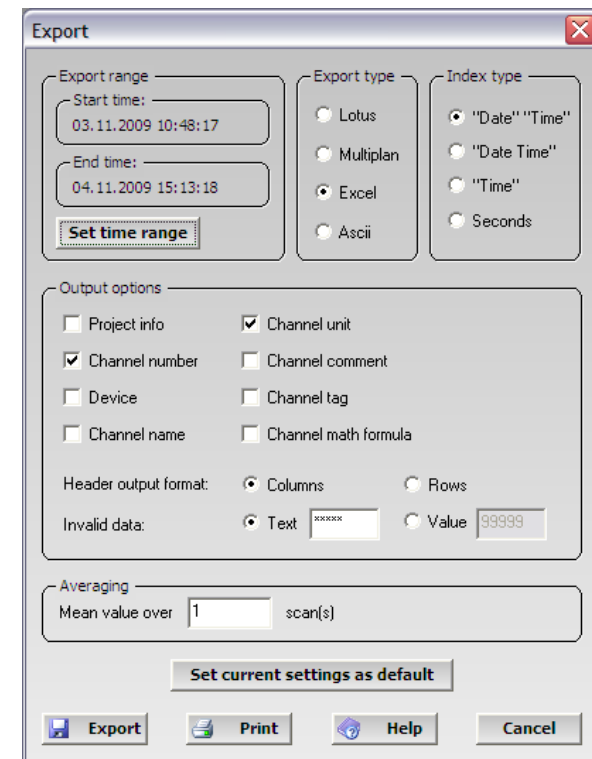 Export
Export range
Start time:
03.11.2009 10:48:17
End time:
04.11.2009 15:13:18
Set time range
Export type
Lotus
Multiplan
Excel
Ascii
Index type
"Date" "Time"
"Date Time"
"Time"
Seconds
Output options
Project info
Channel unit
Channel number
Channel comment
Device
Channel tag
Channel name
Channel math formula
Header output format:
Columns
Rows
Invalid data:
Text
*****
Value
99999
Averaging
Mean value over 1 scan(s)
Set current settings as default
Export
Print
Help
Cancel